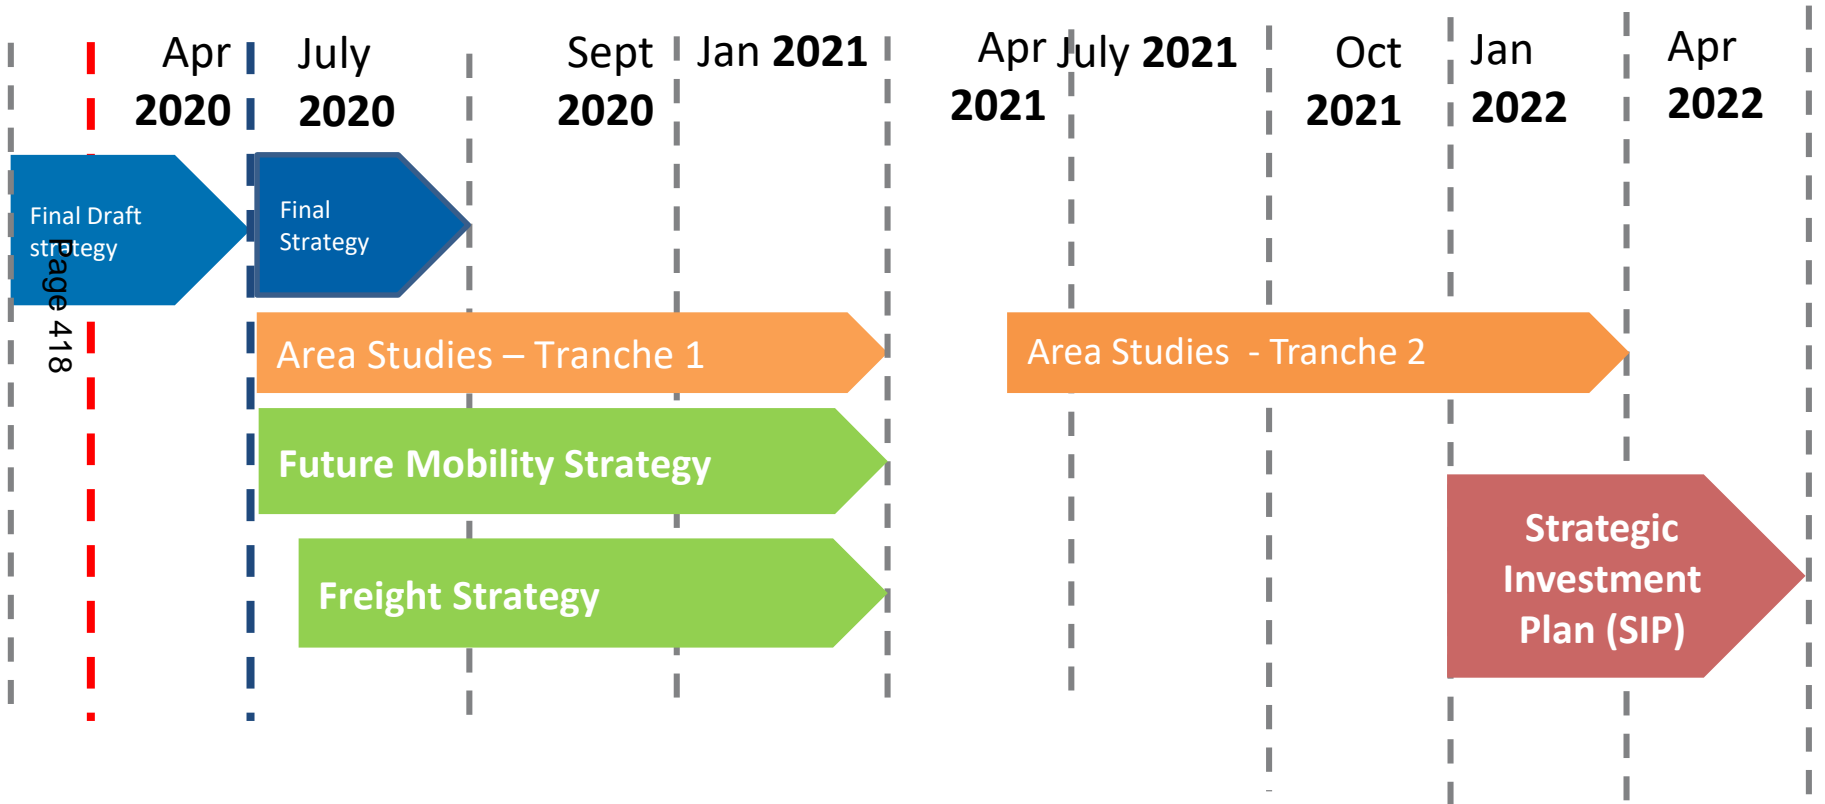 Apr
2020
July
2020
Sept
2020
Jan 2021
Apr
2021
July 2021
Oct
2021
Jan
2022
Apr
2022
Final Draft
strategy
Final
Strategy
Page 418
Area Studies – Tranche 1
Area Studies - Tranche 2
Future Mobility Strategy
Freight Strategy
Strategic
Investment
Plan (SIP)